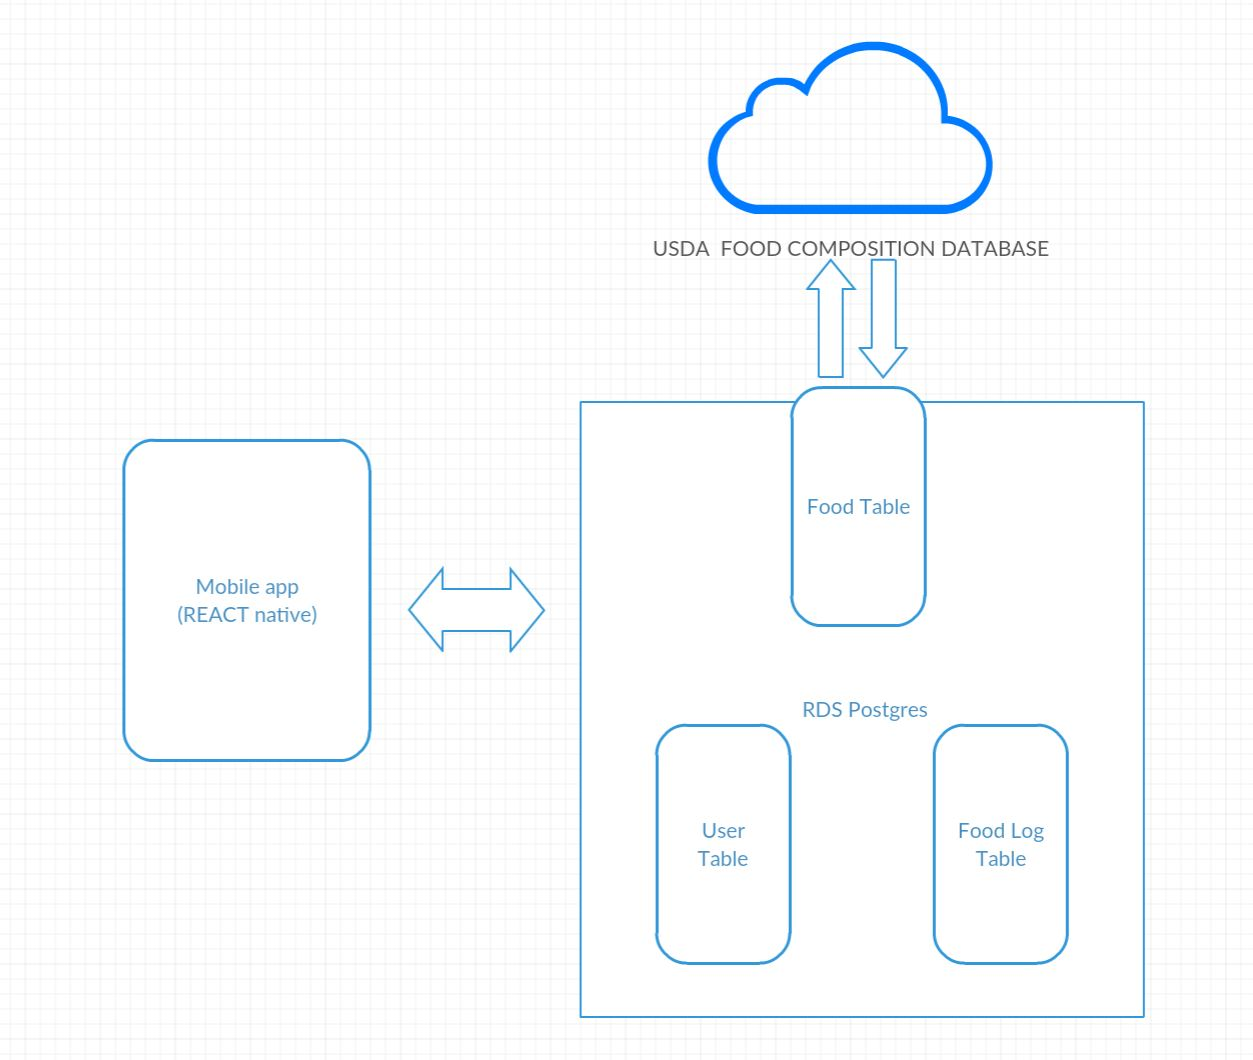 USDA  FOOD COMPOSITION DATABASE
Food Table
Mobile app
(REACT native)
RDS Postgres
User
Table
Food Log
Table